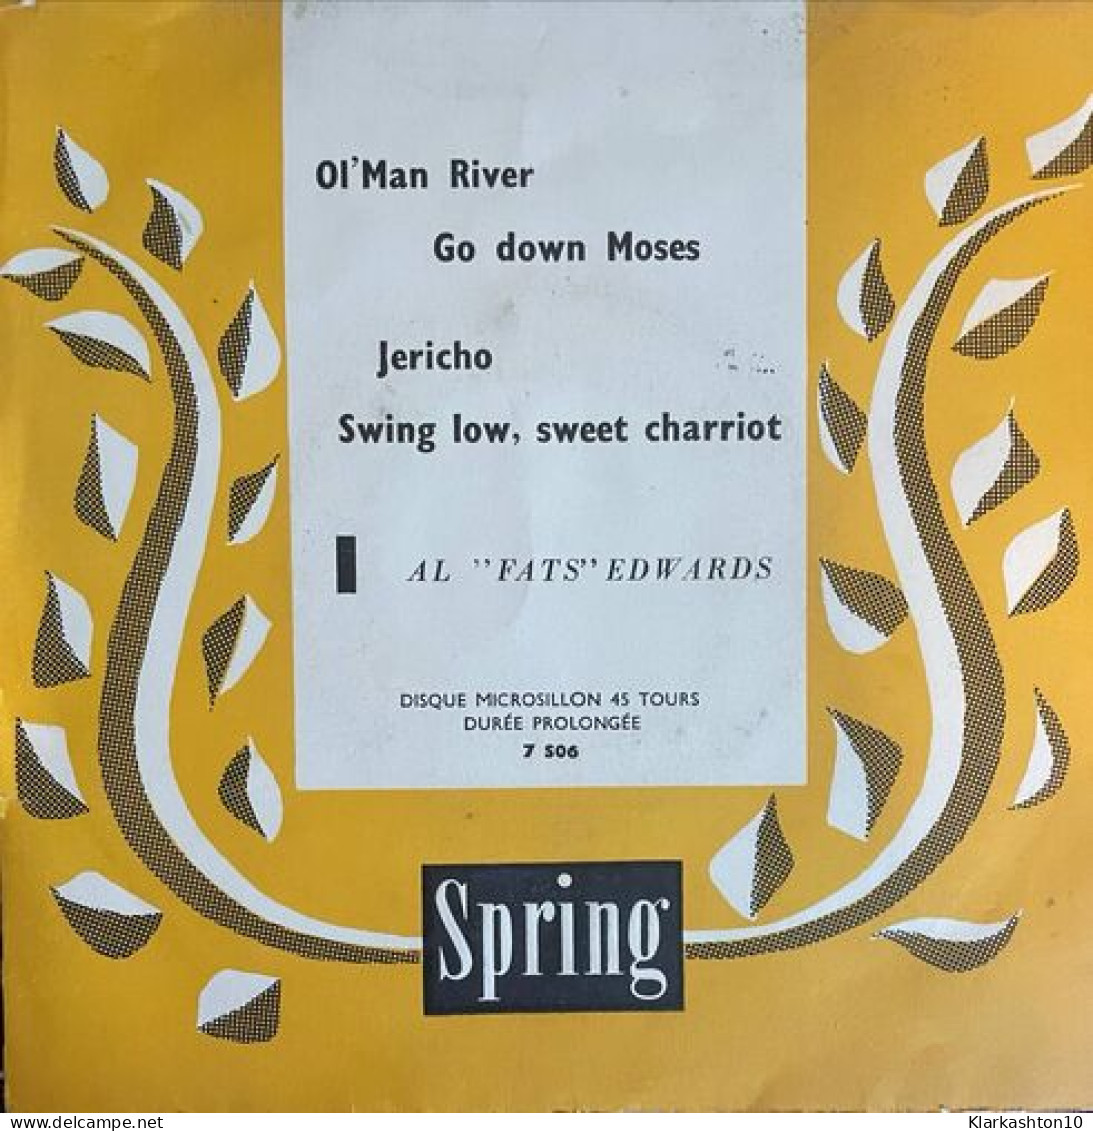 Ol'Man River
Go down Moses
Jericho
Swing low, sweet charriot
AL "FATS" EDWARDS
DISQUE MICROSILLON 45 TOURS
DURÉE PROLONGÉE
7 S06
Spring
www.delcampe.net
Klarkashton10